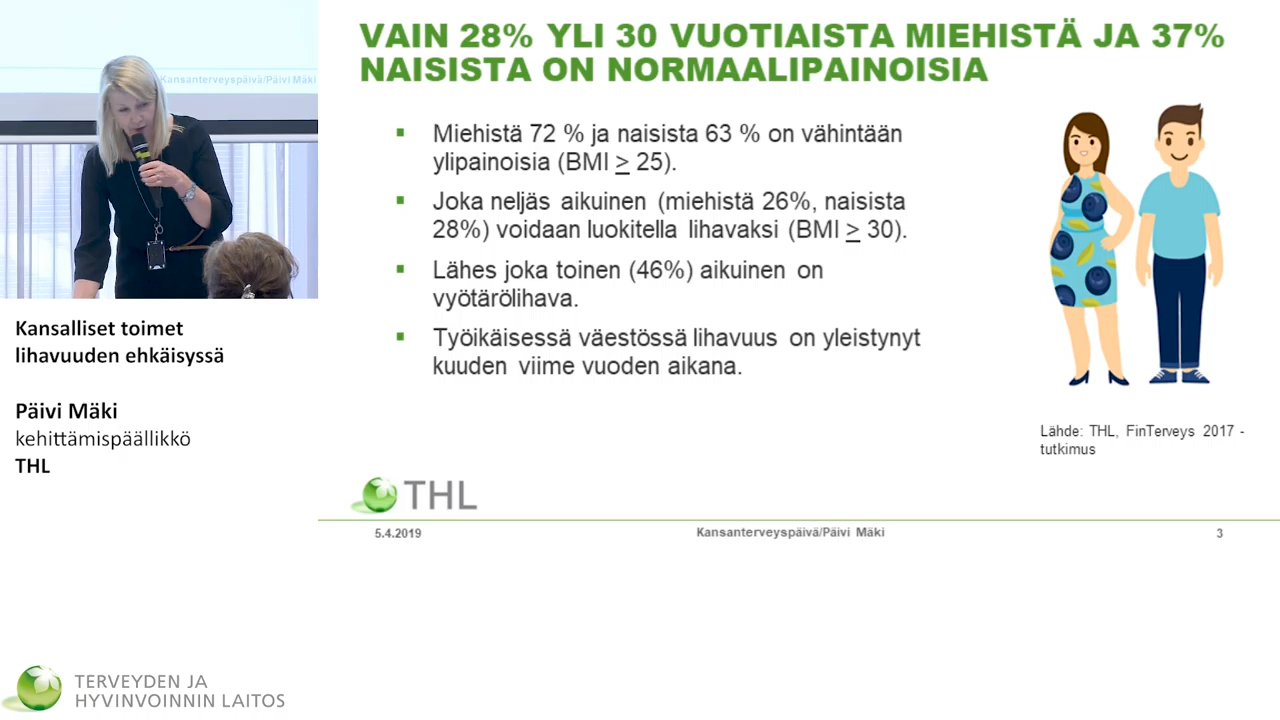 Kansanterveyspäivä/Päivi Mäki
VAIN 28% YLI 30 VUOTIAISTA MIEHISTÄ JA 37%
NAISISTA ON NORMAALIPAINOISIA
▪ Miehistä 72 % ja naisista 63 % on vähintään
ylipainoisia (BMI ≥ 25).
▪ Joka neljäs aikuinen (miehistä 26%, naisista
28%) voidaan luokitella lihavaksi (BMI ≥ 30).
▪ Lähes joka toinen (46%) aikuinen on
vyötärölihava.
▪ Työikäisessä väestössä lihavuus on yleistynyt
kuuden viime vuoden aikana.
Lähde: THL, FinTerveys 2017 -
tutkimus
THL
5.4.2019 Kansanterveyspäivä/Päivi Mäki 3
Kansalliset toimet
lihavuuden ehkäisyssä
Päivi Mäki
kehittämispäällikkö
THL
TERVEYDEN JA
HYVINVOINNIN LAITOS